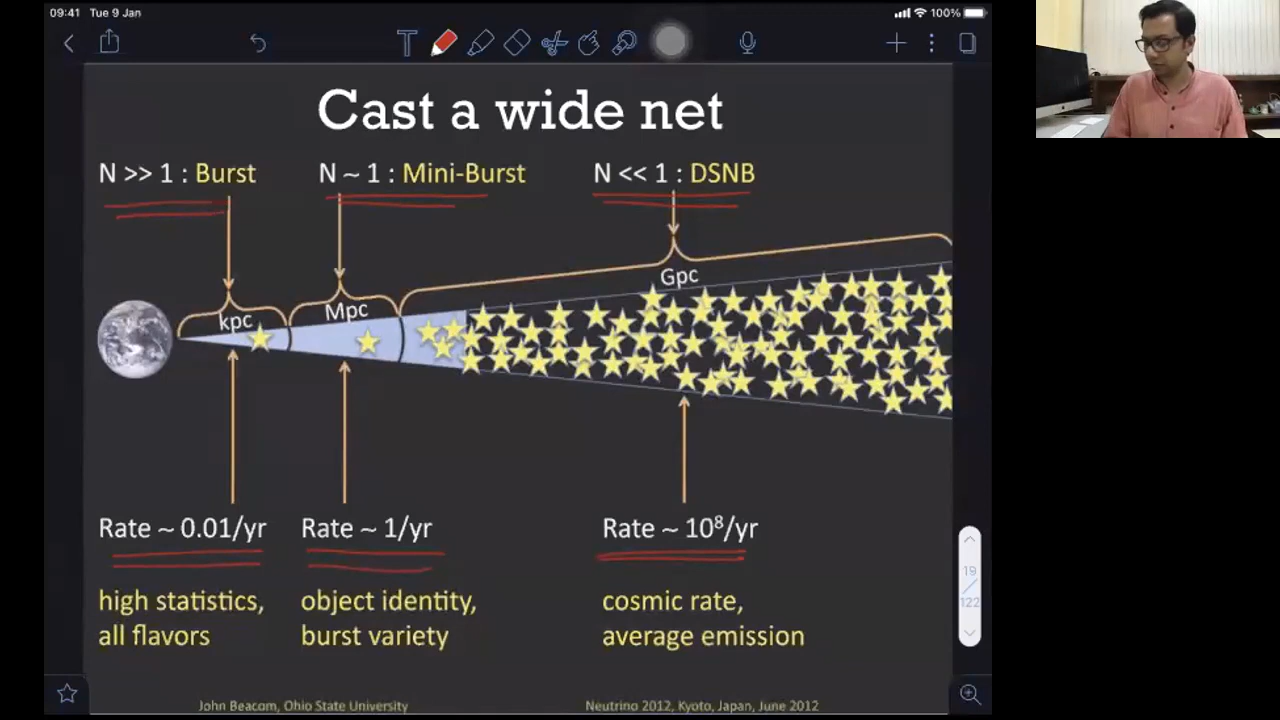 09:41 Tue 9 Jan
100%
T
Cast a wide net
N >> 1 : Burst
N ~ 1 : Mini-Burst
N << 1 : DSNB
kpc
Mpc
Gpc
Rate ~ 0.01/yr
Rate ~ 1/yr
Rate ~ 10⁸/yr
high statistics,
all flavors
object identity,
burst variety
cosmic rate,
average emission
19
/
122
John Beacom, Ohio State University
Neutrino 2012, Kyoto, Japan, June 2012